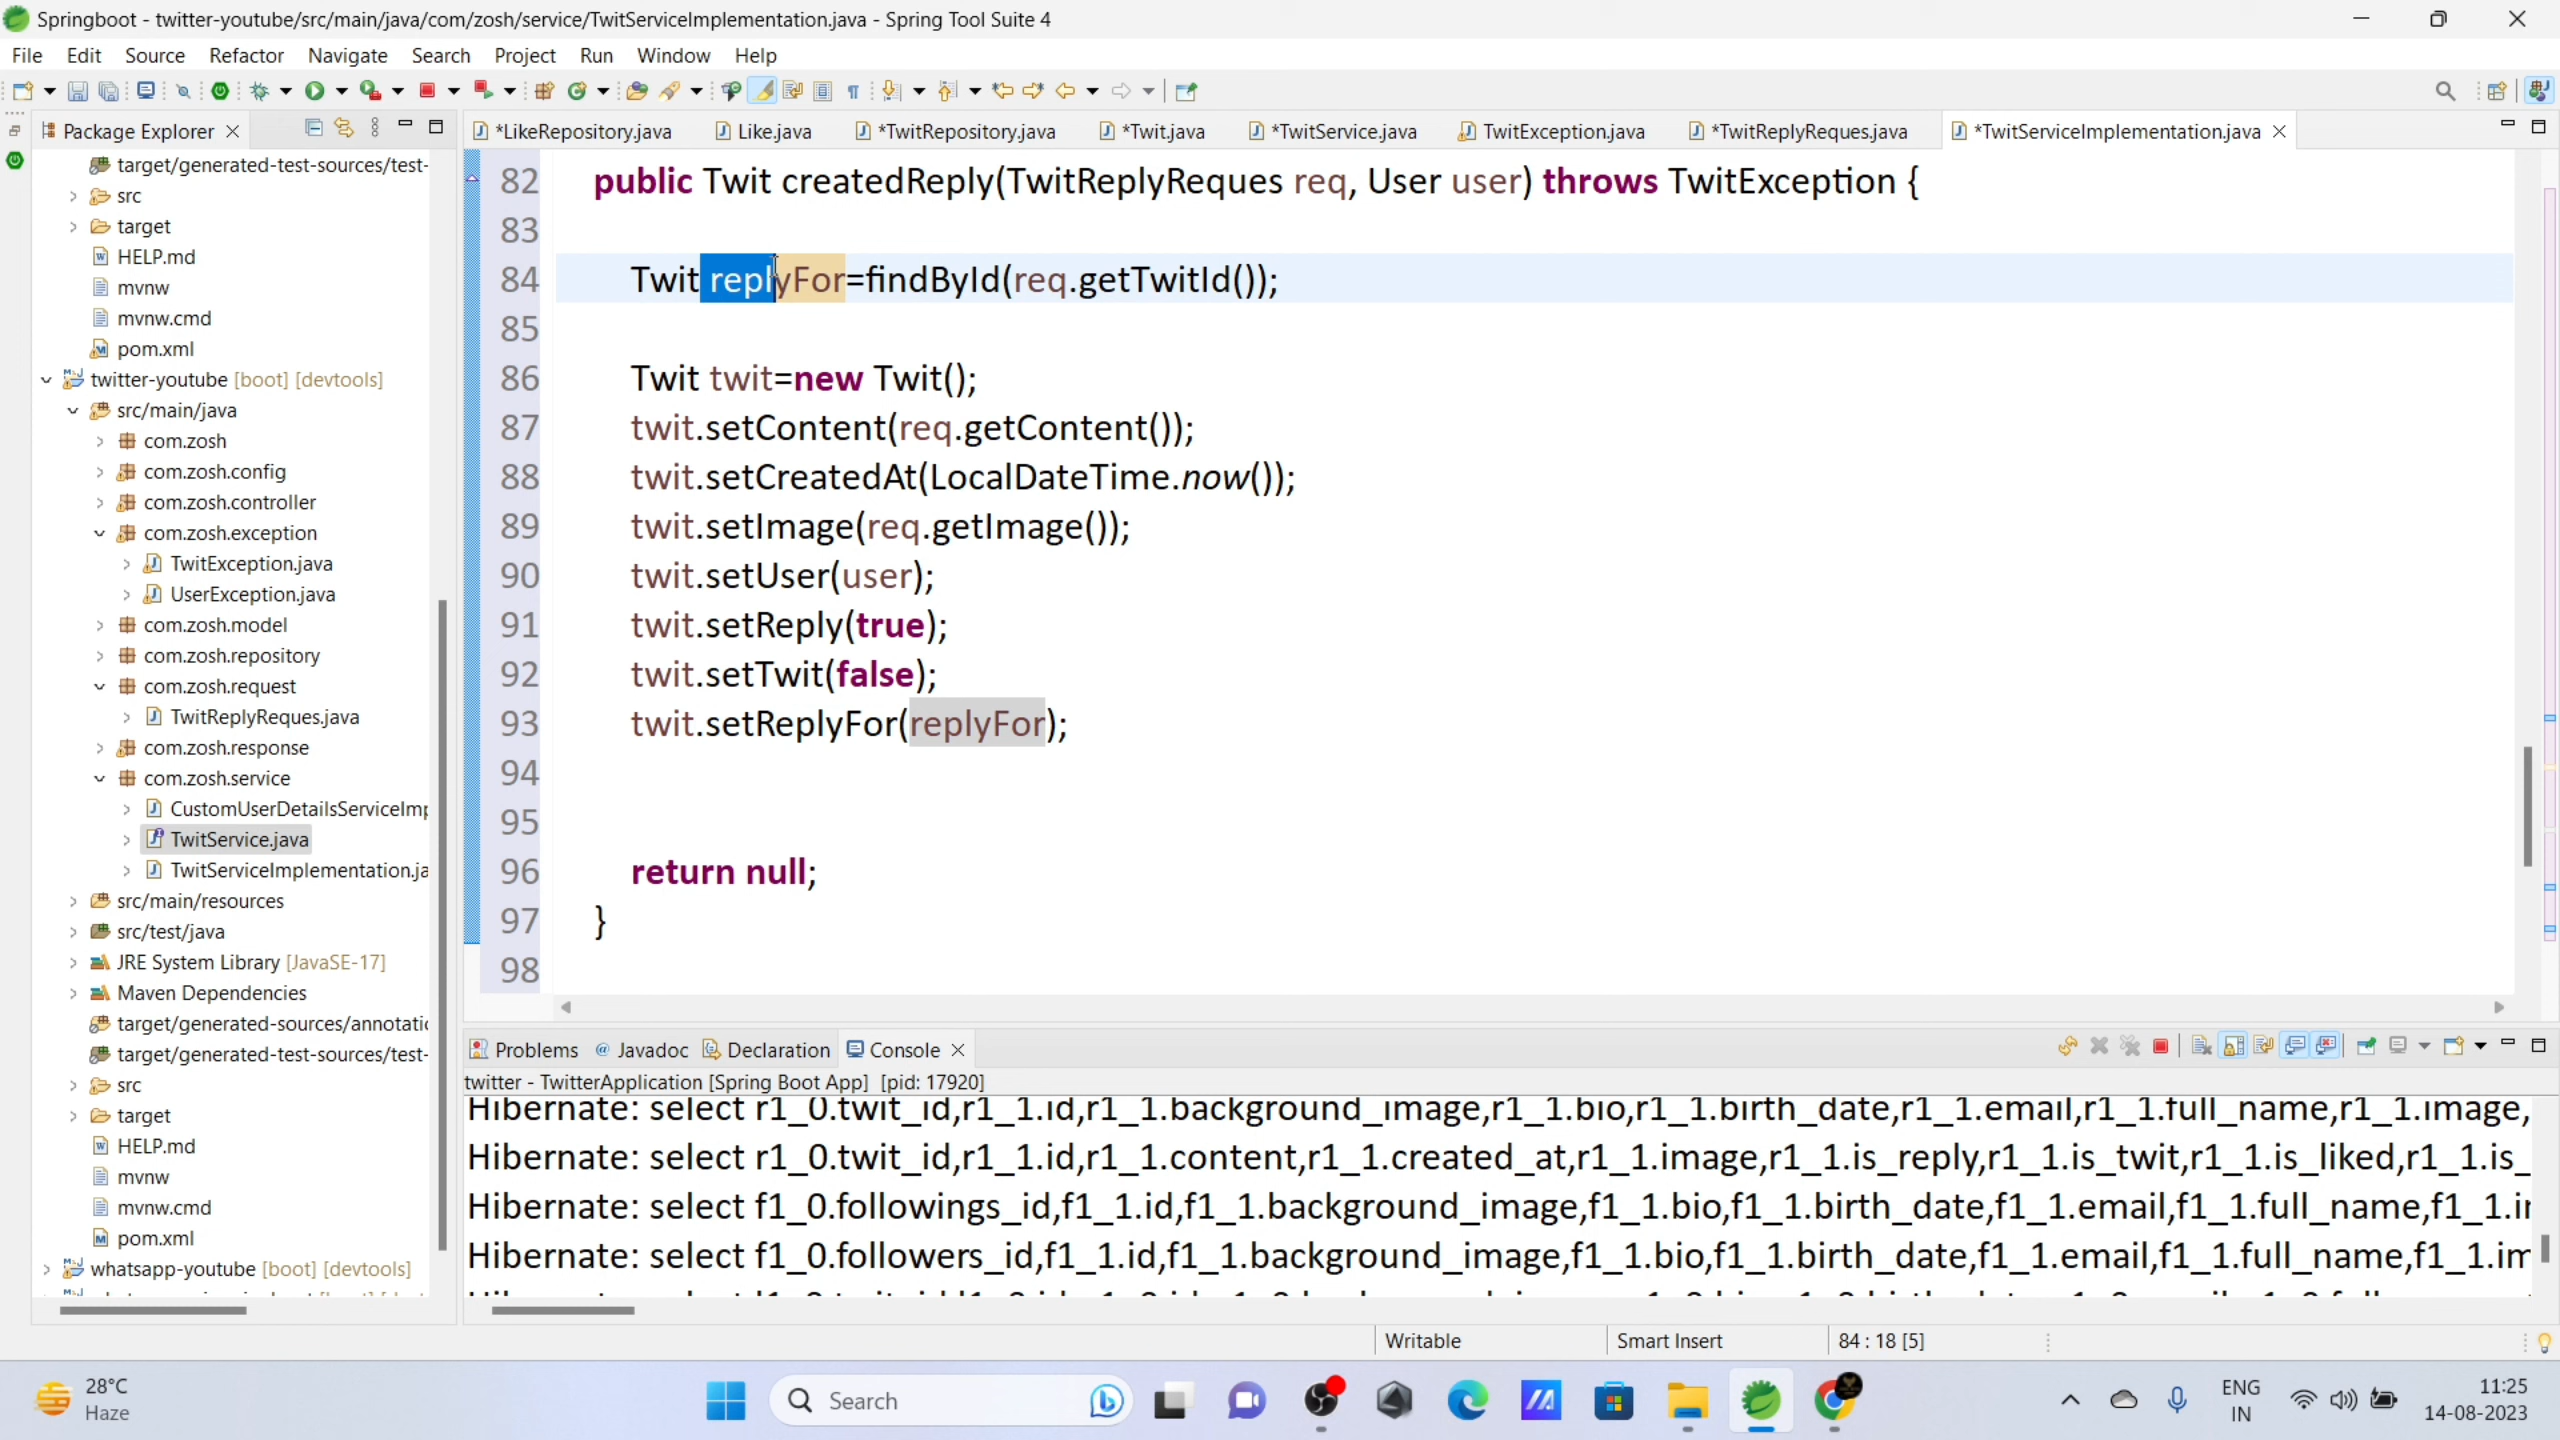 Springboot - twitter-youtube/src/main/java/com/zosh/service/TwitServiceImplementation.java - Spring Tool Suite 4
File Edit Source Refactor Navigate Search Project Run Window Help
Package Explorer
*LikeRepository.java Like.java *TwitRepository.java *Twit.java *TwitService.java TwitException.java *TwitReplyReques.java *TwitServiceImplementation.java
target/generated-test-sources/test-
src
target
HELP.md
mvnw
mvnw.cmd
pom.xml
twitter-youtube [boot] [devtools]
src/main/java
com.zosh
com.zosh.config
com.zosh.controller
com.zosh.exception
TwitException.java
UserException.java
com.zosh.model
com.zosh.repository
com.zosh.request
TwitReplyReques.java
com.zosh.response
com.zosh.service
CustomUserDetailsServiceImp
TwitService.java
TwitServiceImplementation.ja
src/main/resources
src/test/java
JRE System Library [JavaSE-17]
Maven Dependencies
target/generated-sources/annotatio
target/generated-test-sources/test-
src
target
HELP.md
mvnw
mvnw.cmd
pom.xml
whatsapp-youtube [boot] [devtools]
82 public Twit createdReply(TwitReplyReques req, User user) throws TwitException {
83
84 Twit replyFor=findById(req.getTwitId());
85
86 Twit twit=new Twit();
87 twit.setContent(req.getContent());
88 twit.setCreatedAt(LocalDateTime.now());
89 twit.setImage(req.getImage());
90 twit.setUser(user);
91 twit.setReply(true);
92 twit.setTwit(false);
93 twit.setReplyFor(replyFor);
94
95
96 return null;
97 }
98
Problems Javadoc Declaration Console
twitter - TwitterApplication [Spring Boot App] [pid: 17920]
Hibernate: select r1_0.twit_id,r1_1.id,r1_1.background_image,r1_1.bio,r1_1.birth_date,r1_1.email,r1_1.full_name,r1_1.image,
Hibernate: select r1_0.twit_id,r1_1.id,r1_1.content,r1_1.created_at,r1_1.image,r1_1.is_reply,r1_1.is_twit,r1_1.is_liked,r1_1.is_
Hibernate: select f1_0.followings_id,f1_1.id,f1_1.background_image,f1_1.bio,f1_1.birth_date,f1_1.email,f1_1.full_name,f1_1.ir
Hibernate: select f1_0.followers_id,f1_1.id,f1_1.background_image,f1_1.bio,f1_1.birth_date,f1_1.email,f1_1.full_name,f1_1.im
Writable Smart Insert 84 : 18 [5]
28°C
Haze
Search
ENG
IN
11:25
14-08-2023